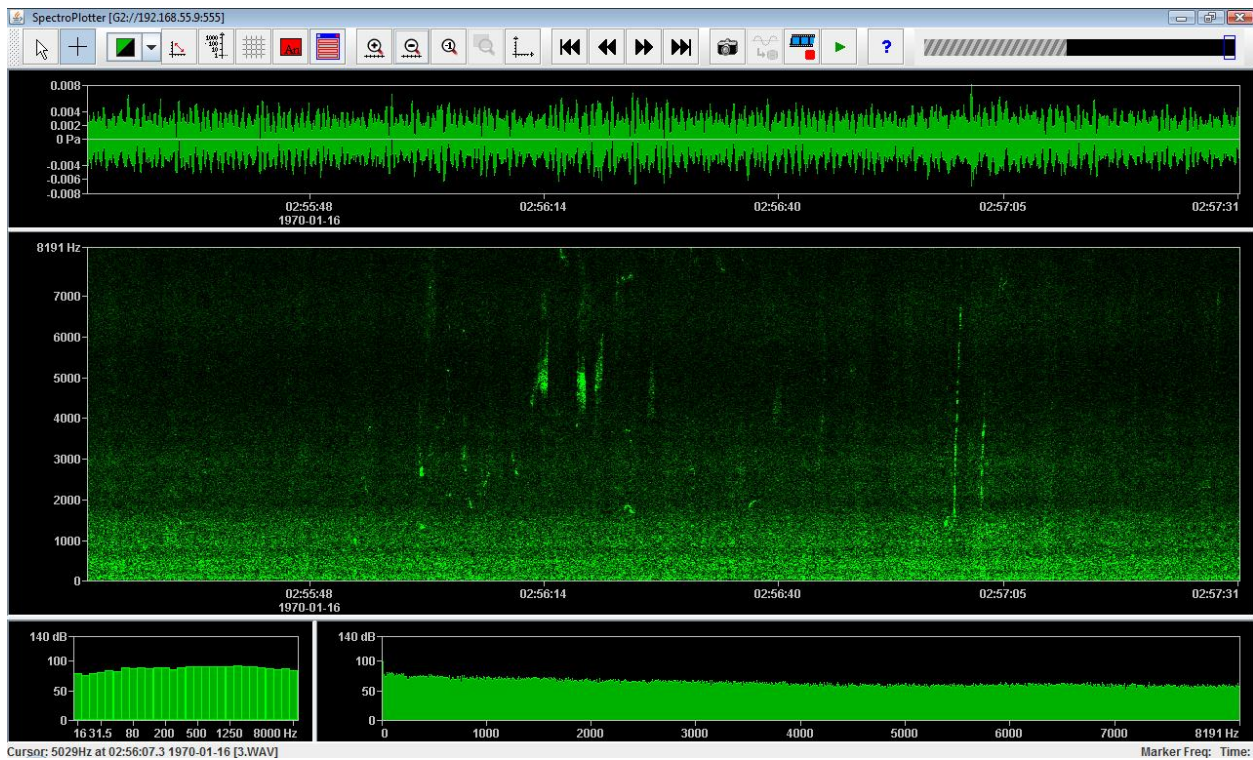 SpectroPlotter [G2://192.168.55.9:555]
An
?
0.008
0.004
0.002
0 Pa
-0.004
-0.006
-0.008
02:55:48 02:56:14 02:56:40 02:57:05 02:57:31
1970-01-16
8191 Hz
7000
6000
5000
4000
3000
2000
1000
0
02:55:48 02:56:14 02:56:40 02:57:05 02:57:31
1970-01-16
140 dB
100
50
0
16 31.5 80 200 500 1250 8000 Hz
140 dB
100
50
0
0 1000 2000 3000 4000 5000 6000 7000 8191 Hz
Cursor: 5029Hz at 02:56:07.3 1970-01-16 [3.WAV] Marker Freq: Time: